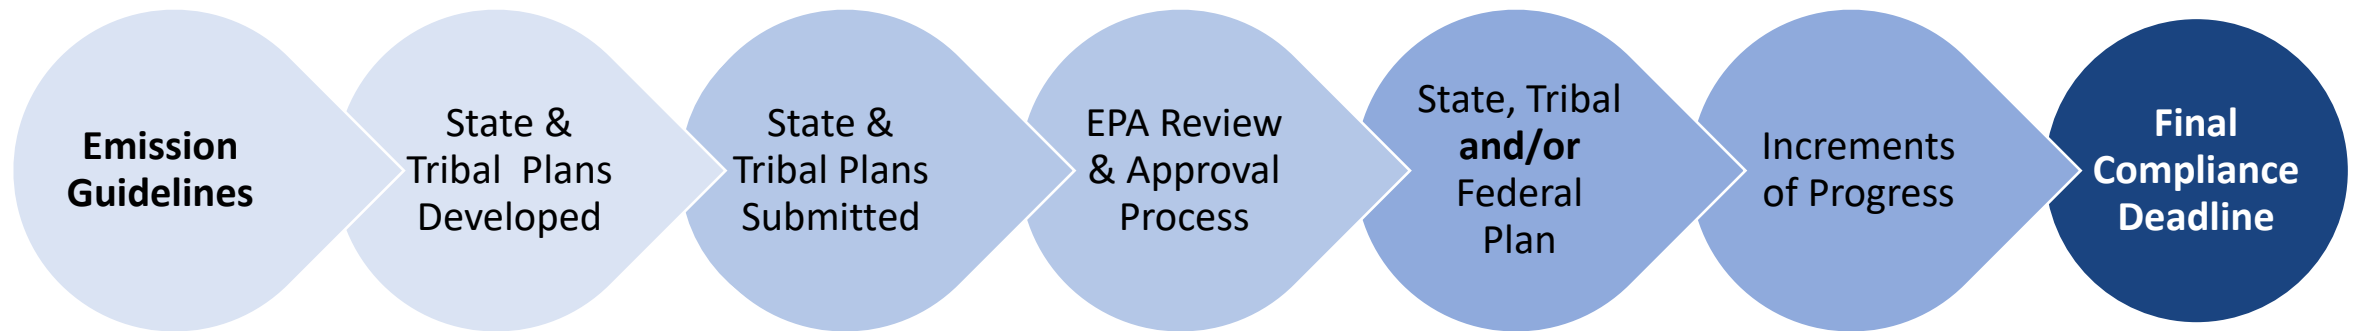 Emission
Guidelines
State &
Tribal  Plans
Developed
State &
Tribal Plans
Submitted
EPA Review
& Approval
Process
State, Tribal
and/or
Federal
Plan
Increments
of Progress
Final
Compliance
Deadline